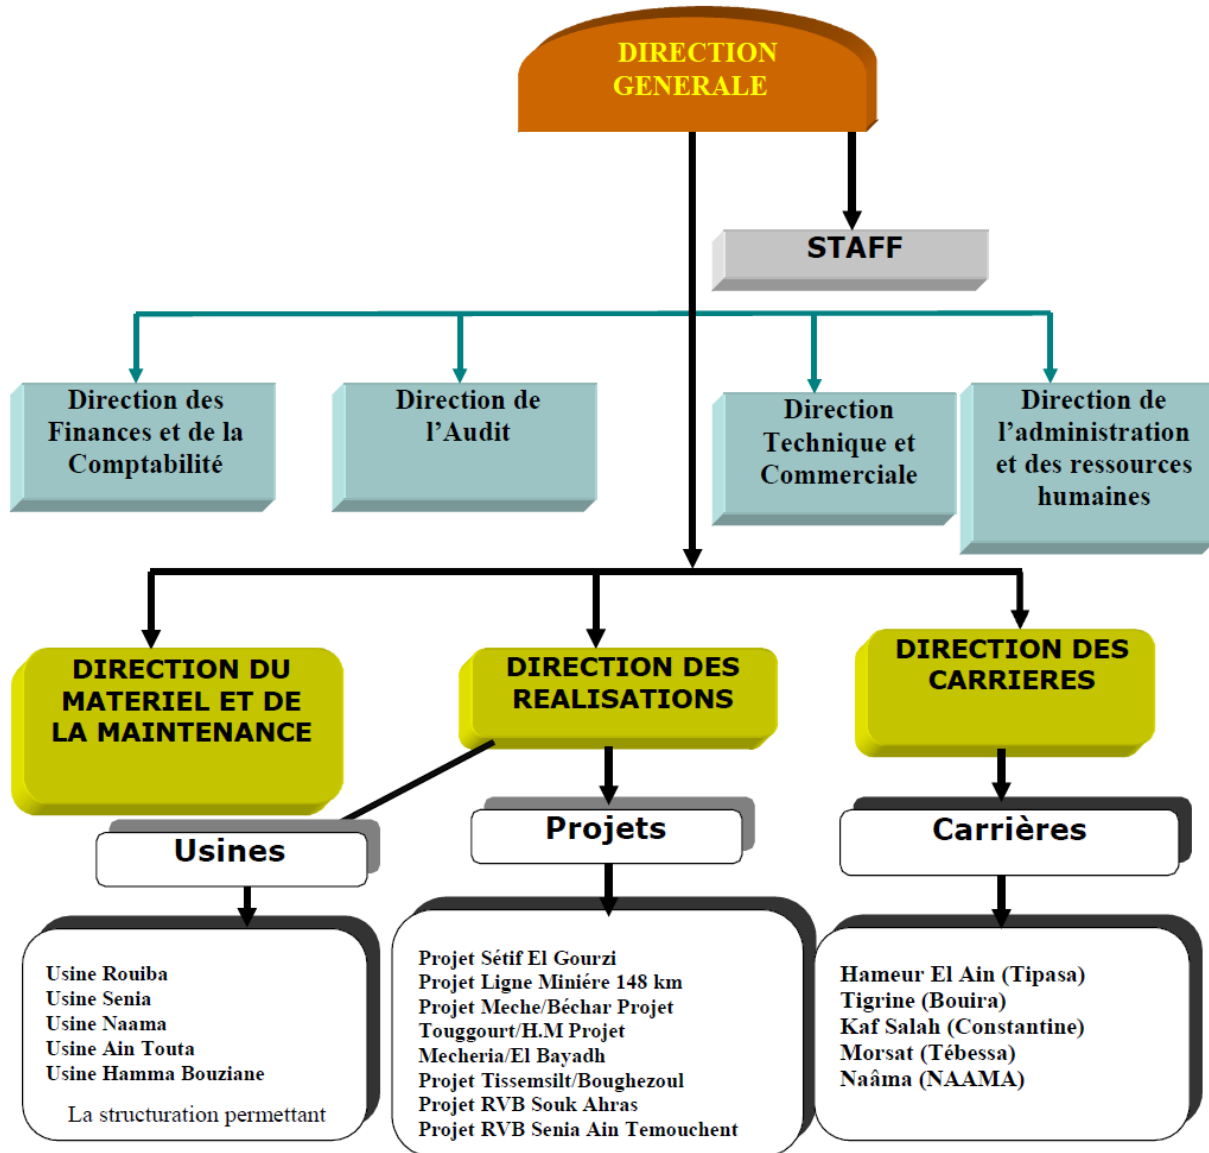 DIRECTION
GENERALE
STAFF
Direction des
Finances et de la
Comptabilité
Direction de
l’Audit
Direction
Technique et
Commerciale
Direction de
l’administration
et des ressources
humaines
DIRECTION DU
MATERIEL ET DE
LA MAINTENANCE
DIRECTION DES
REALISATIONS
DIRECTION DES
CARRIERES
Usines
Projets
Carrières
Usine Rouiba
Usine Senia
Usine Naama
Usine Ain Touta
Usine Hamma Bouziane
La structuration permettant
Projet Sétif El Gourzi
Projet Ligne Miniére 148 km
Projet Meche/Béchar Projet
Touggourt/H.M Projet
Mecheria/El Bayadh
Projet Tissemsilt/Boughezoul
Projet RVB Souk Ahras
Projet RVB Senia Ain Temouchent
Hameur El Ain (Tipasa)
Tigrine (Bouira)
Kaf Salah (Constantine)
Morsat (Tébessa)
Naâma (NAAMA)